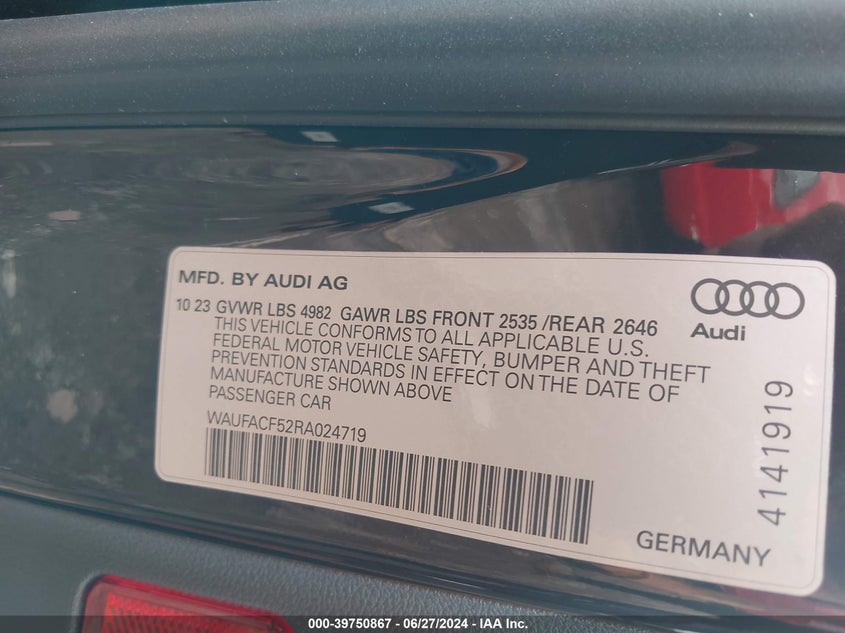 MFD. BY AUDI AG
10 23 GVWR LBS 4982 GAWR LBS FRONT 2535 /REAR 2646
THIS VEHICLE CONFORMS TO ALL APPLICABLE U.S.
FEDERAL MOTOR VEHICLE SAFETY, BUMPER AND THEFT
PREVENTION STANDARDS IN EFFECT ON THE DATE OF
MANUFACTURE SHOWN ABOVE
PASSENGER CAR
WAUFACF52RA024719
Audi
4141919
GERMANY
000-39750867 - 06/27/2024 - IAA Inc.